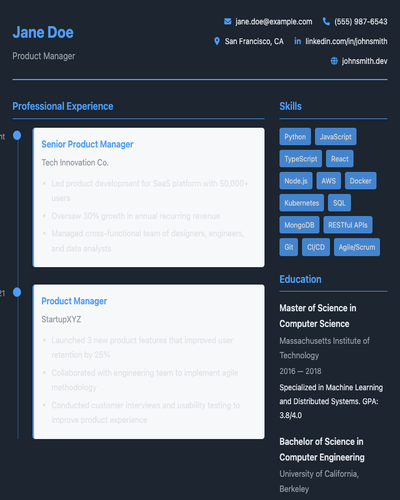 Jane Doe
Product Manager
jane.doe@example.com (555) 987-6543
San Francisco, CA linkedin.com/in/johnsmith
johnsmith.dev
Professional Experience
nt
Senior Product Manager
Tech Innovation Co.
• Led product development for SaaS platform with 50,000+
users
• Oversaw 30% growth in annual recurring revenue
• Managed cross-functional team of designers, engineers,
and data analysts
21
Product Manager
StartupXYZ
• Launched 3 new product features that improved user
retention by 25%
• Collaborated with engineering team to implement agile
methodology
• Conducted customer interviews and usability testing to
improve product experience
Skills
Python JavaScript
TypeScript React
Node.js AWS Docker
Kubernetes SQL
MongoDB RESTful APIs
Git CI/CD Agile/Scrum
Education
Master of Science in
Computer Science
Massachusetts Institute of
Technology
2016 — 2018
Specialized in Machine Learning
and Distributed Systems. GPA:
3.8/4.0
Bachelor of Science in
Computer Engineering
University of California,
Berkeley